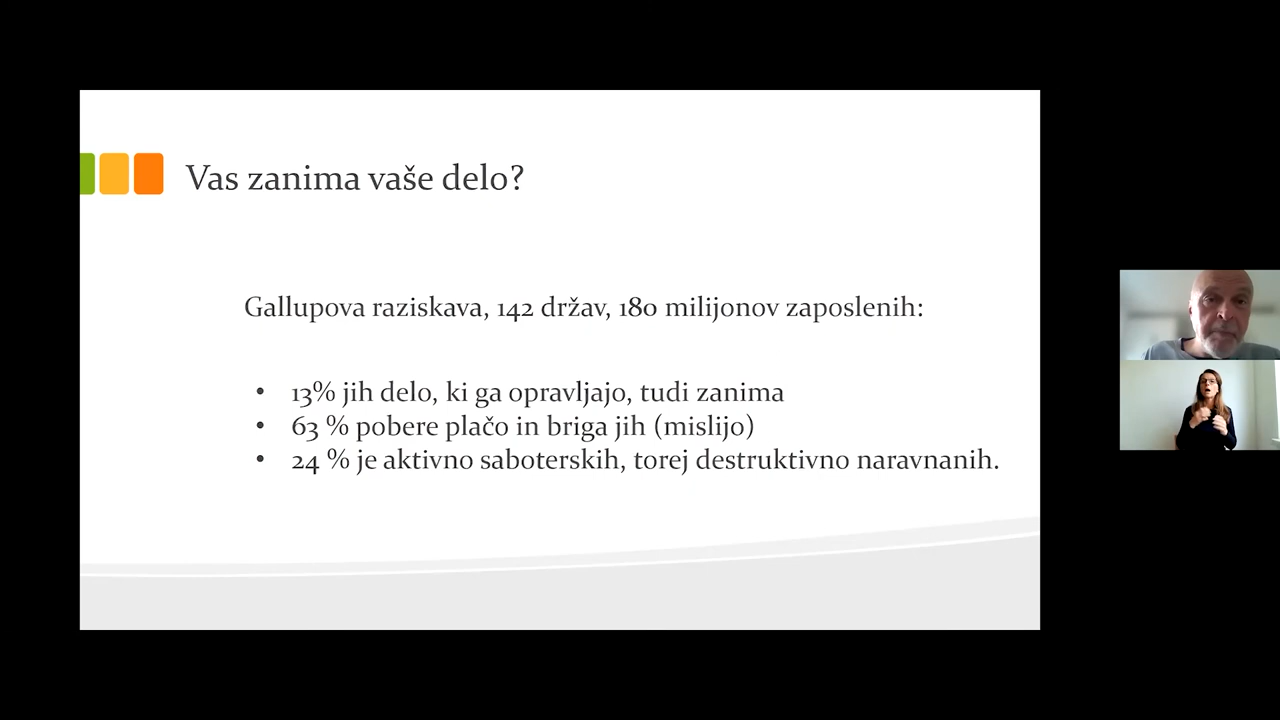 Vas zanima vaše delo?
Gallupova raziskava, 142 držav, 180 milijonov zaposlenih:
• 13% jih delo, ki ga opravljajo, tudi zanima
• 63 % pobere plačo in briga jih (mislijo)
• 24 % je aktivno saboterskih, torej destruktivno naravnanih.